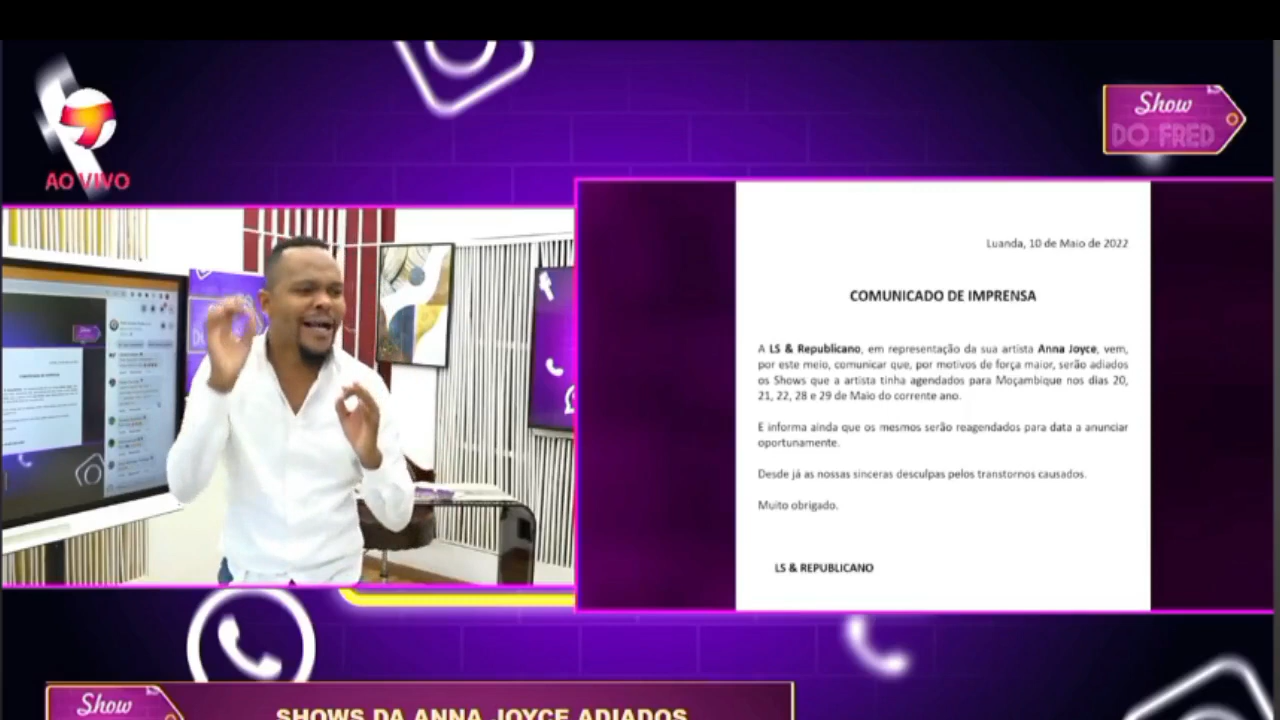 AO VIVO
Show
DO FRED
Luanda, 10 de Maio de 2022
COMUNICADO DE IMPRENSA
A LS & Republicano, em representação da sua artista Anna Joyce, vem,
por este meio, comunicar que, por motivos de força maior, serão adiados
os Shows que a artista tinha agendados para Moçambique nos dias 20,
21, 22, 28 e 29 de Maio do corrente ano.
E informa ainda que os mesmos serão reagendados para data a anunciar
oportunamente.
Desde já as nossas sinceras desculpas pelos transtornos causados.
Muito obrigado.
LS & REPUBLICANO
Show
SHOWS DA ANNA JOYCE ADIADOS